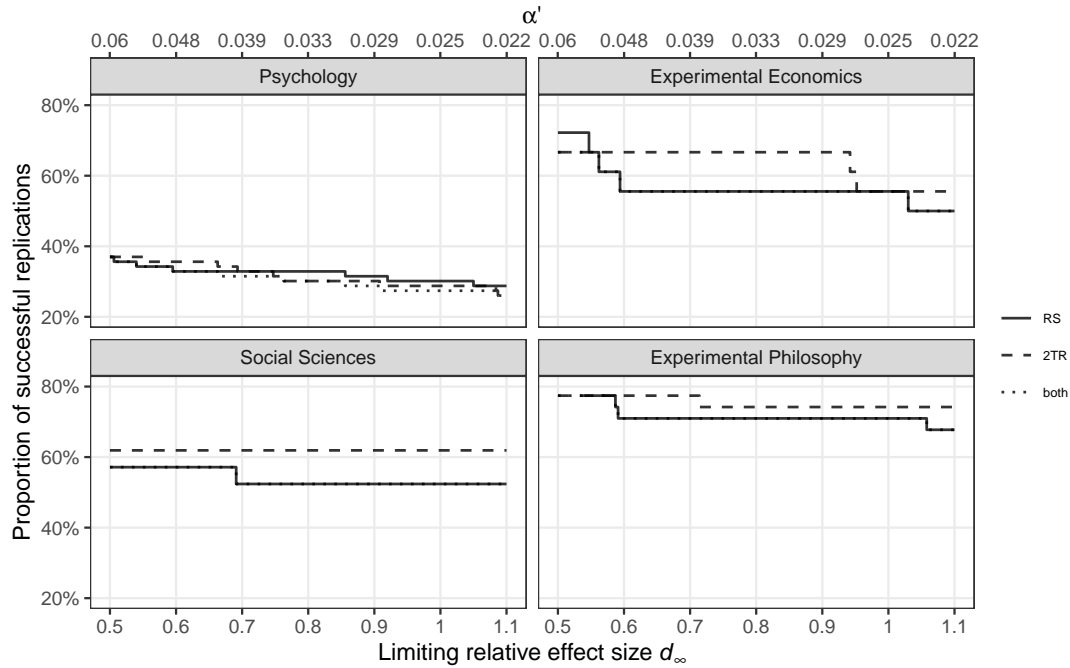 α'
0.06 0.048 0.039 0.033 0.029 0.025 0.022 0.06 0.048 0.039 0.033 0.029 0.025 0.022
Psychology Experimental Economics
80%
60%
40%
20%
Social Sciences Experimental Philosophy
80%
60%
40%
20%
0.5 0.6 0.7 0.8 0.9 1 1.1 0.5 0.6 0.7 0.8 0.9 1 1.1
Limiting relative effect size d∞
Proportion of successful replications
RS
2TR
both